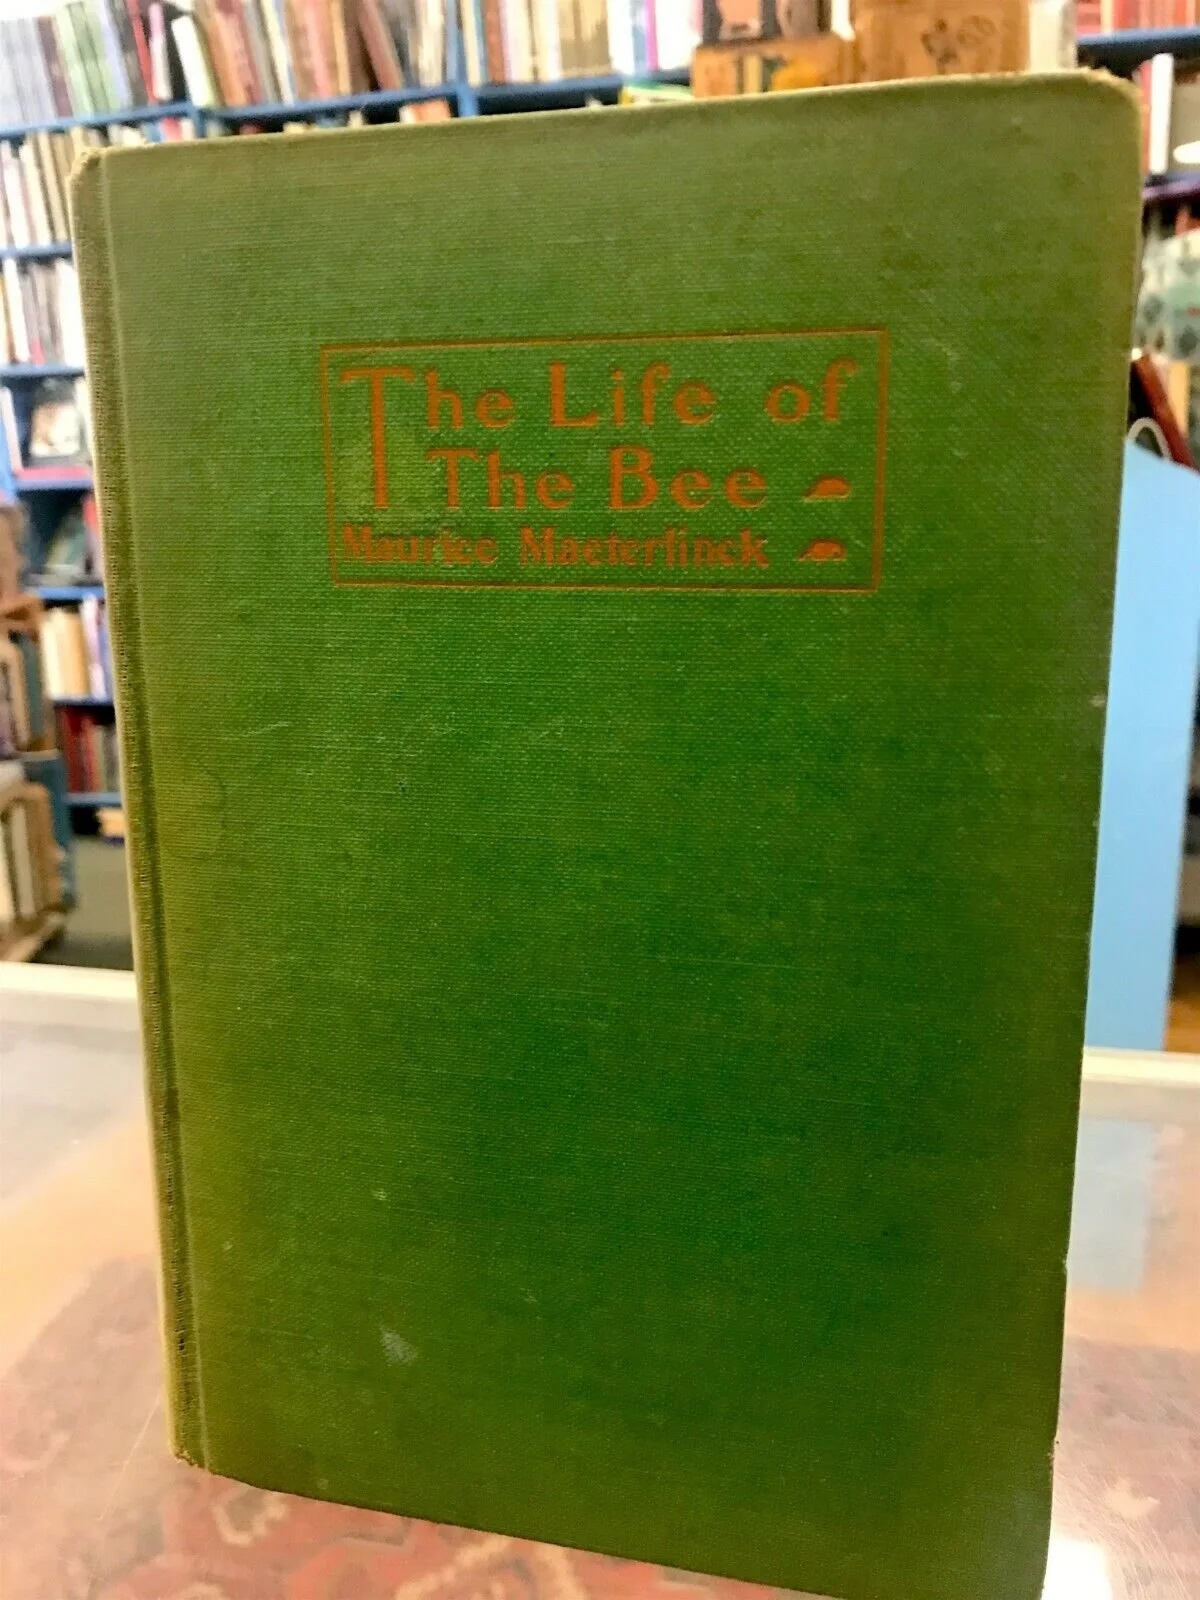 The Life of
The Bee
Maurice Maeterlinck